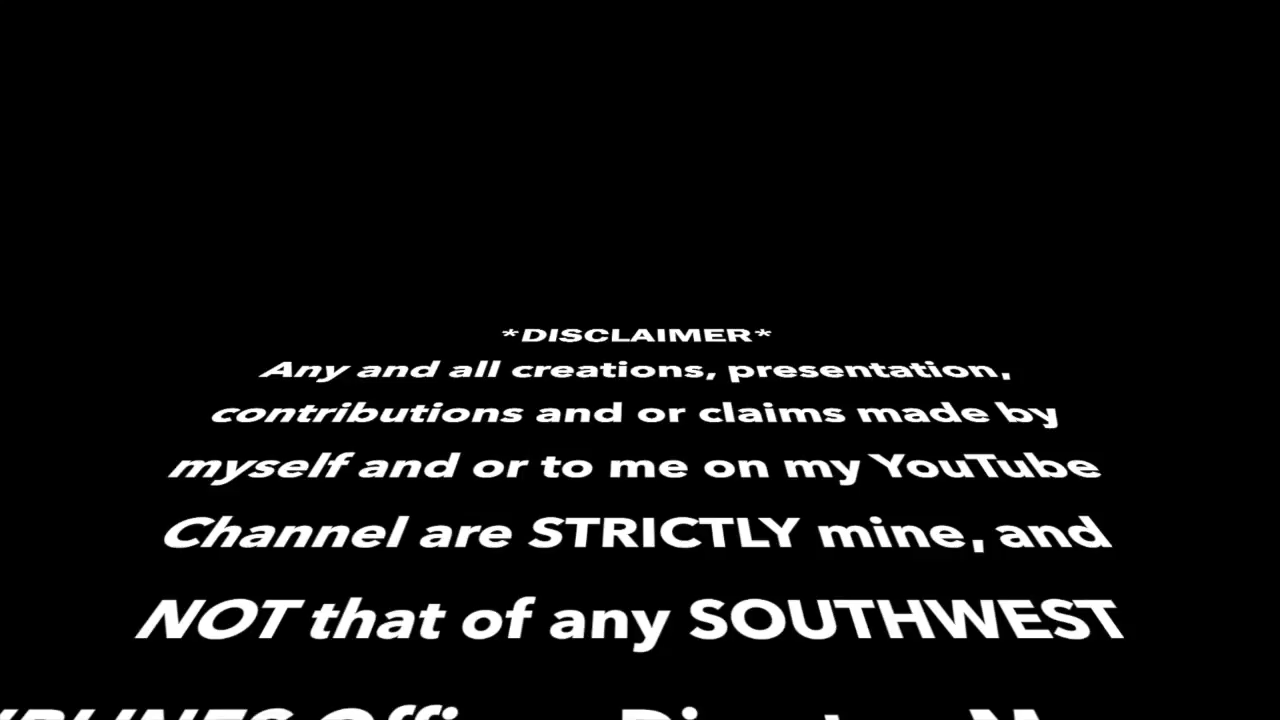 *DISCLAIMER*
Any and all creations, presentation,
contributions and or claims made by
myself and or to me on my YouTube
Channel are STRICTLY mine, and
NOT that of any SOUTHWEST